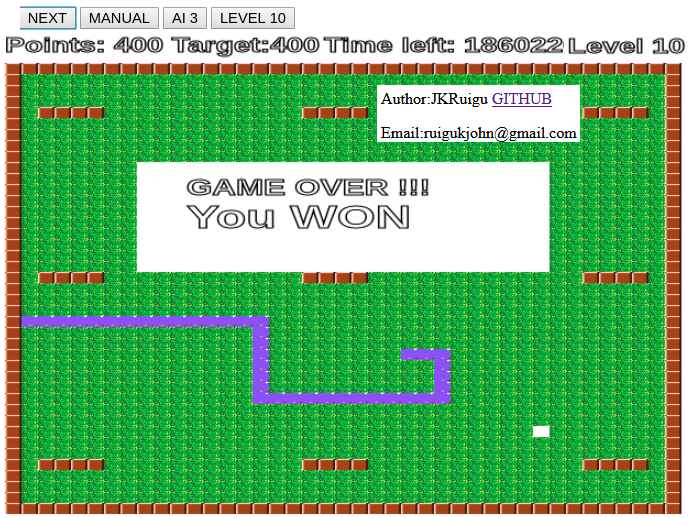 NEXT MANUAL AI 3 LEVEL 10
Points: 400 Target:400 Time left: 186022 Level 10
Author:JKRuigu GITHUB
Email:ruigukjohn@gmail.com
GAME OVER !!!
You WON